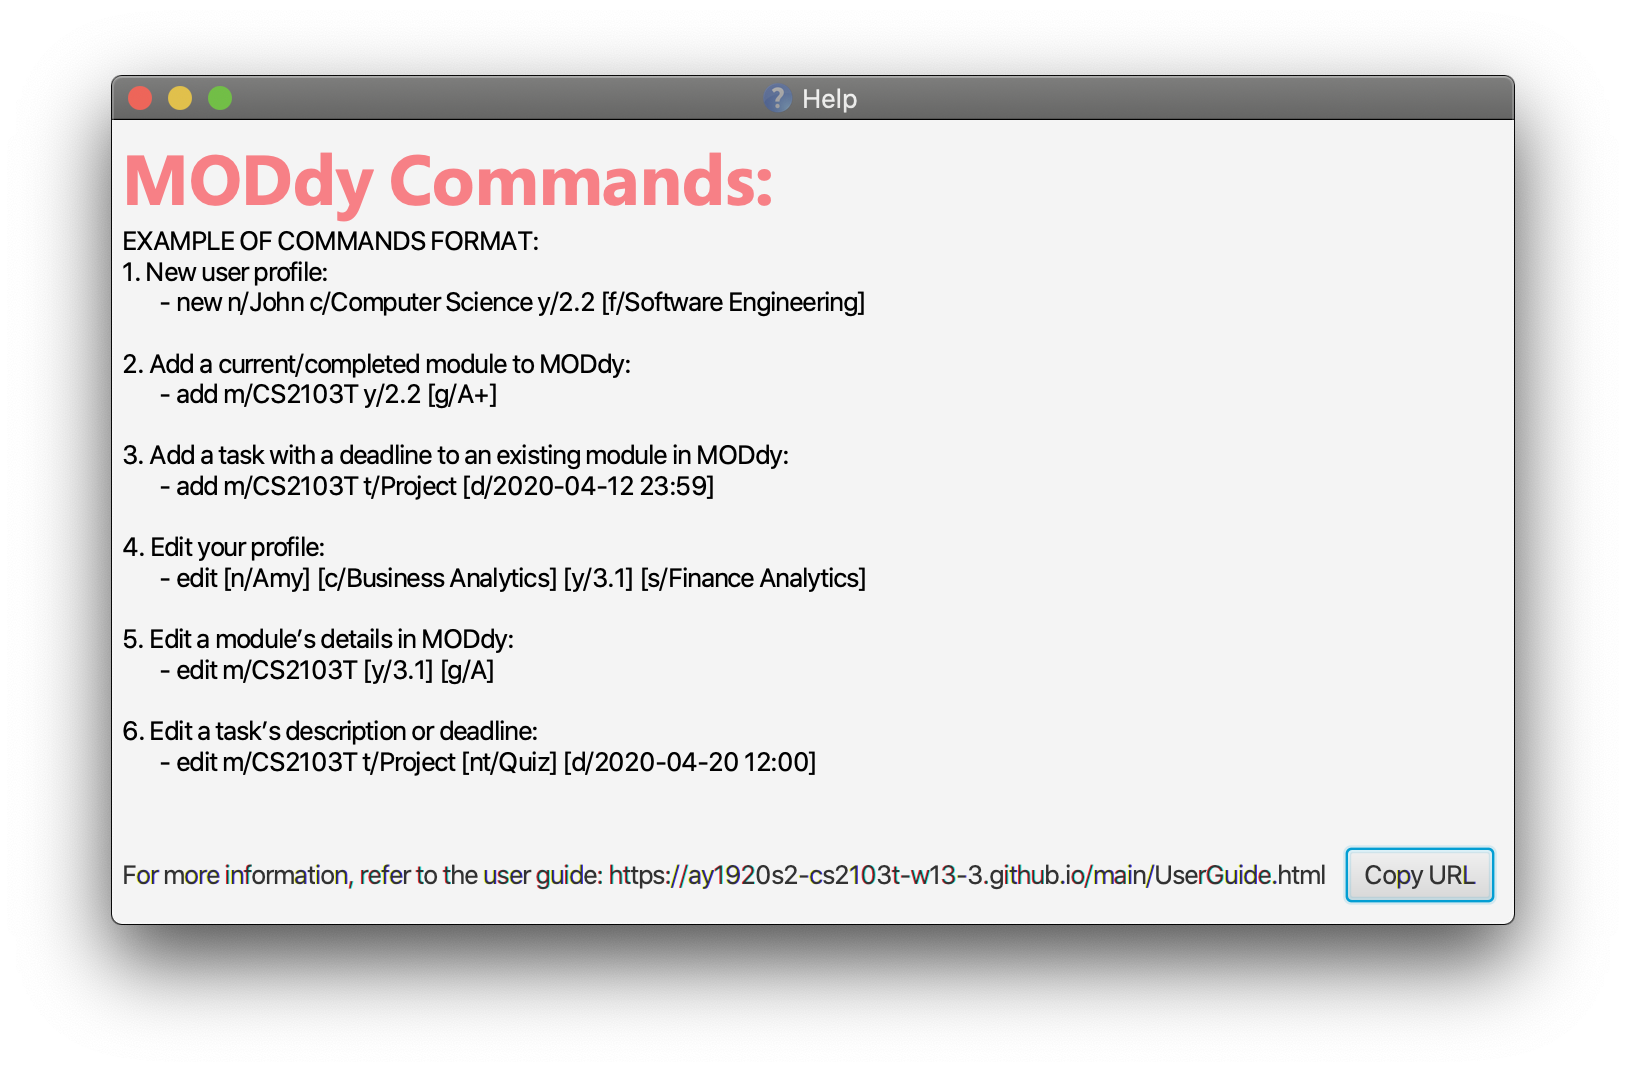 Help
MODdy Commands:
EXAMPLE OF COMMANDS FORMAT:
1. New user profile:
- new n/John c/Computer Science y/2.2 [f/Software Engineering]
2. Add a current/completed module to MODdy:
- add m/CS2103T y/2.2 [g/A+]
3. Add a task with a deadline to an existing module in MODdy:
- add m/CS2103T t/Project [d/2020-04-12 23:59]
4. Edit your profile:
- edit [n/Amy] [c/Business Analytics] [y/3.1] [s/Finance Analytics]
5. Edit a module’s details in MODdy:
- edit m/CS2103T [y/3.1] [g/A]
6. Edit a task’s description or deadline:
- edit m/CS2103T t/Project [nt/Quiz] [d/2020-04-20 12:00]
For more information, refer to the user guide: https://ay1920s2-cs2103t-w13-3.github.io/main/UserGuide.html Copy URL